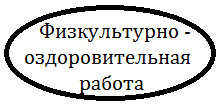 Физкультурно -
оздоровительная
работа